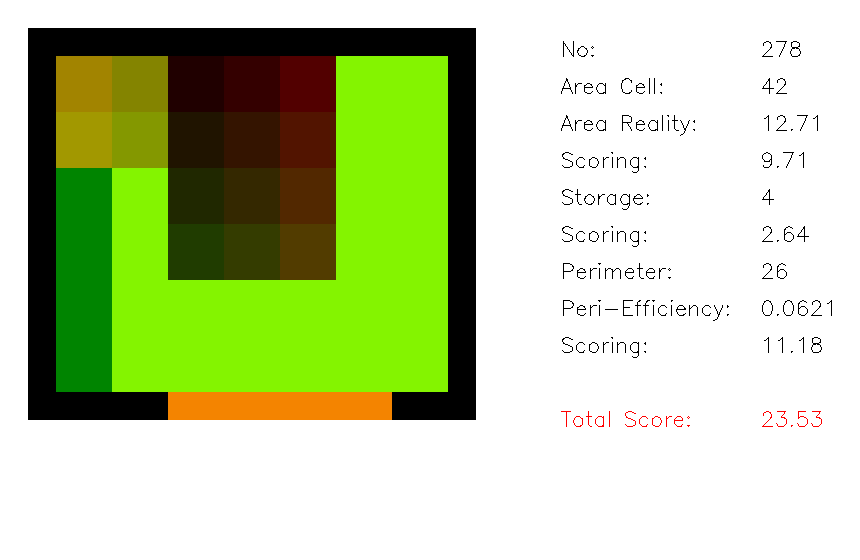 No: 278
Area Cell: 42
Area Reality: 12.71
Scoring: 9.71
Storage: 4
Scoring: 2.64
Perimeter: 26
Peri-Efficiency: 0.0621
Scoring: 11.18
Total Score: 23.53